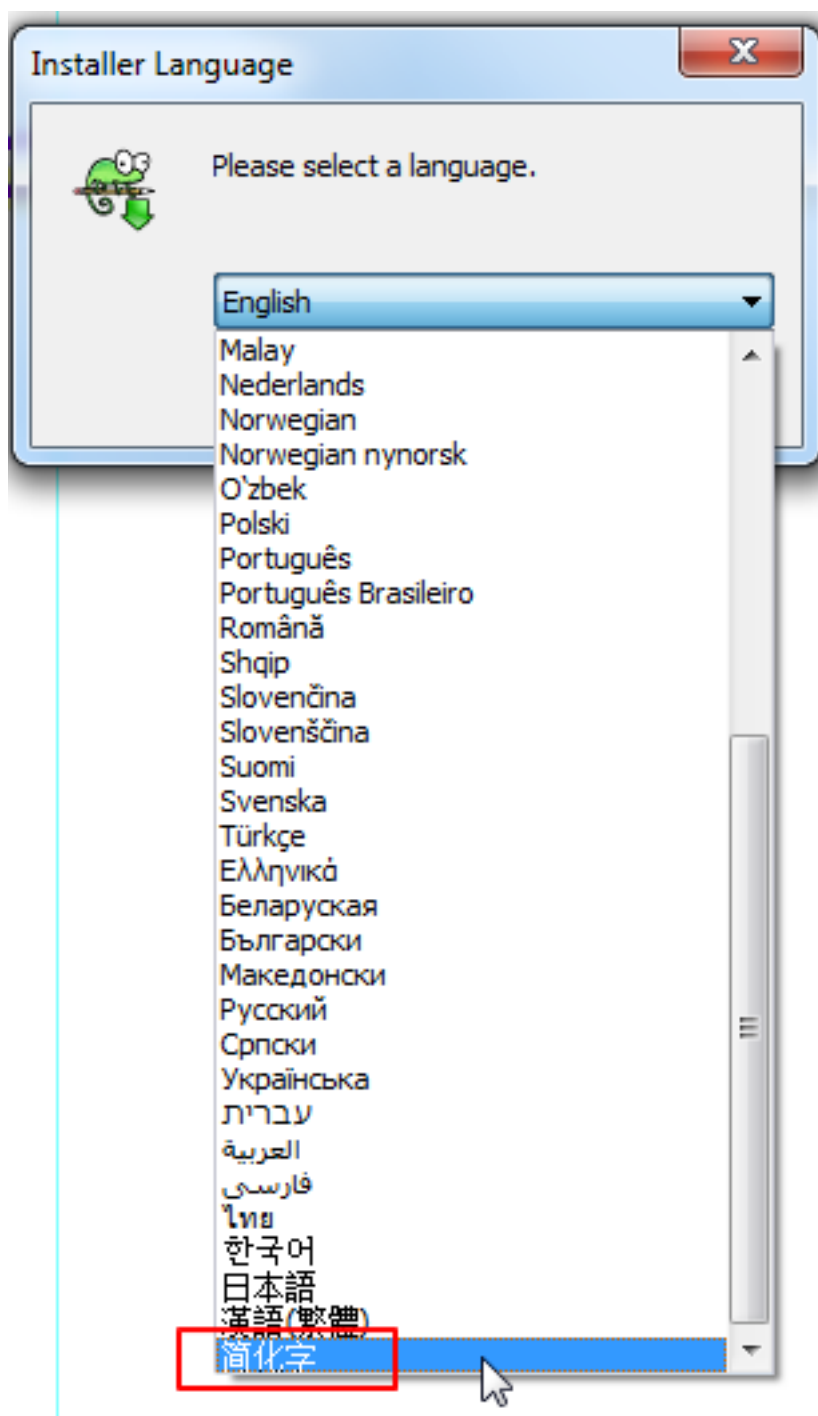 Installer Language
Please select a language.
English
Malay
Nederlands
Norwegian
Norwegian nynorsk
O‛zbek
Polski
Português
Português Brasileiro
Română
Shqip
Slovenčina
Slovenščina
Suomi
Svenska
Türkçe
Ελληνικά
Беларуская
Български
Македонски
Русский
Српски
Українська
עברית
العربية
فارسی
ไทย
한국어
日本語
漢語(繁體)
简化字